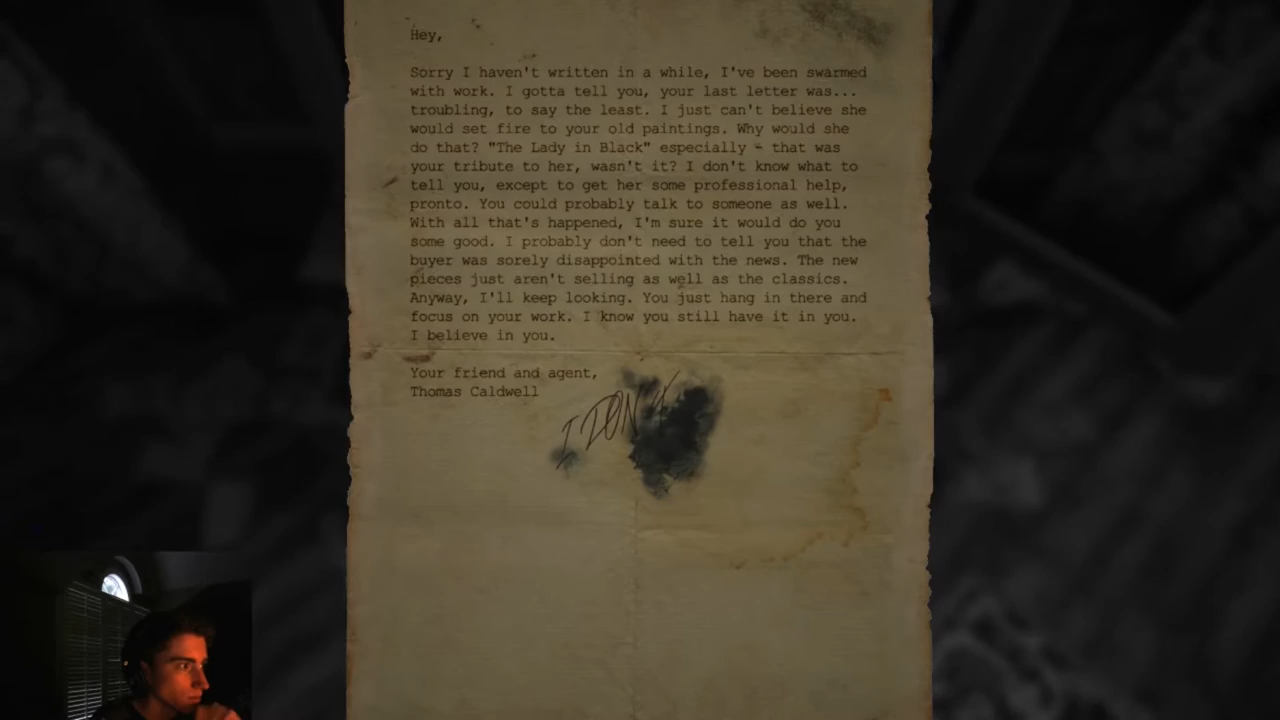 Hey,
Sorry I haven't written in a while, I've been swarmed
with work. I gotta tell you, your last letter was...
troubling, to say the least. I just can't believe she
would set fire to your old paintings. Why would she
do that? "The Lady in Black" especially - that was
your tribute to her, wasn't it? I don't know what to
tell you, except to get her some professional help,
pronto. You could probably talk to someone as well.
With all that's happened, I'm sure it would do you
some good. I probably don't need to tell you that the
buyer was sorely disappointed with the news. The new
pieces just aren't selling as well as the classics.
Anyway, I'll keep looking. You just hang in there and
focus on your work. I know you still have it in you.
I believe in you.
Your friend and agent,
Thomas Caldwell
I DON'T